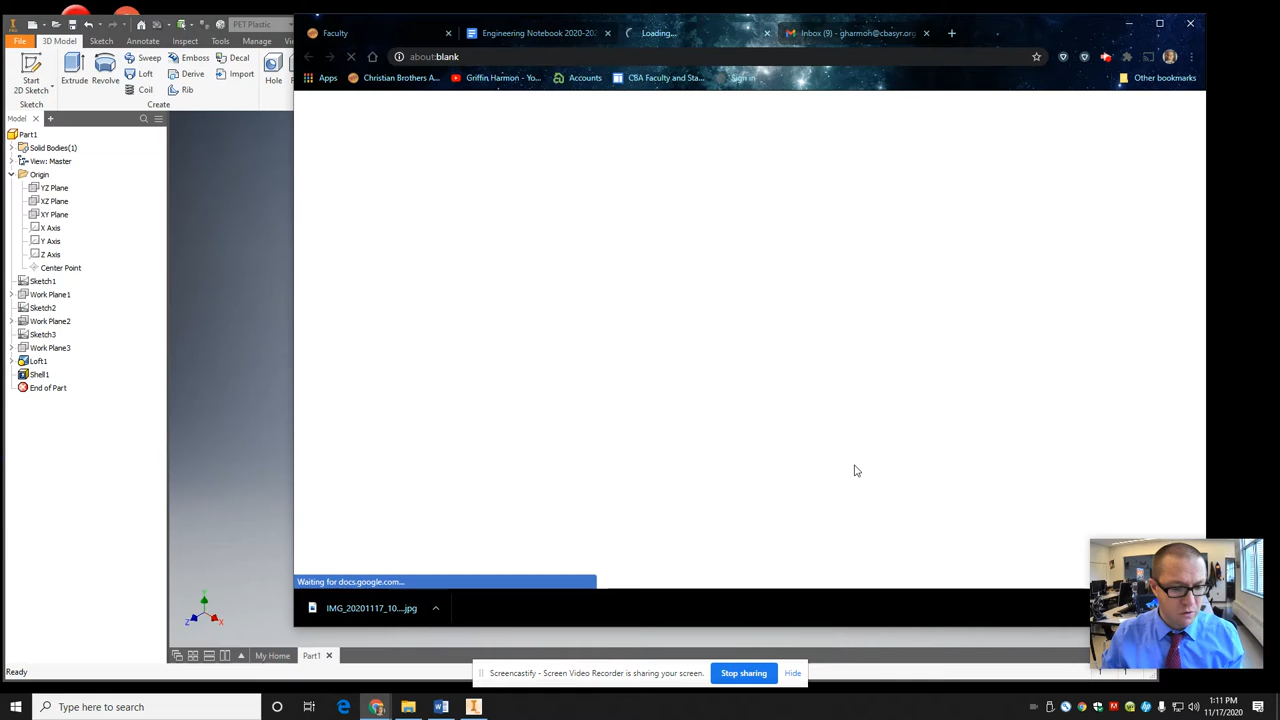 PET Plastic
File
3D Model
Sketch
Annotate
Inspect
Tools
Manage
Start
2D Sketch
Extrude
Revolve
Sweep
Loft
Coil
Emboss
Derive
Rib
Decal
Import
Hole
Sketch
Create
Model
Part1
Solid Bodies(1)
View: Master
Origin
YZ Plane
XZ Plane
XY Plane
X Axis
Y Axis
Z Axis
Center Point
Sketch1
Work Plane1
Sketch2
Work Plane2
Sketch3
Work Plane3
Loft1
Shell1
End of Part
Faculty
Engineering Notebook 2020-202
Loading...
Inbox (9) - gharmoh@cbasyr.org
about:blank
Apps
Christian Brothers A...
Griffin Harmon - Yo...
Accounts
CBA Faculty and Sta...
Sign in
Other bookmarks
Waiting for docs.google.com...
IMG_20201117_10....jpg
Y
Z
X
My Home
Part1
Ready
Screencastify - Screen Video Recorder is sharing your screen.
Stop sharing
Hide
Type here to search
1:11 PM
11/17/2020